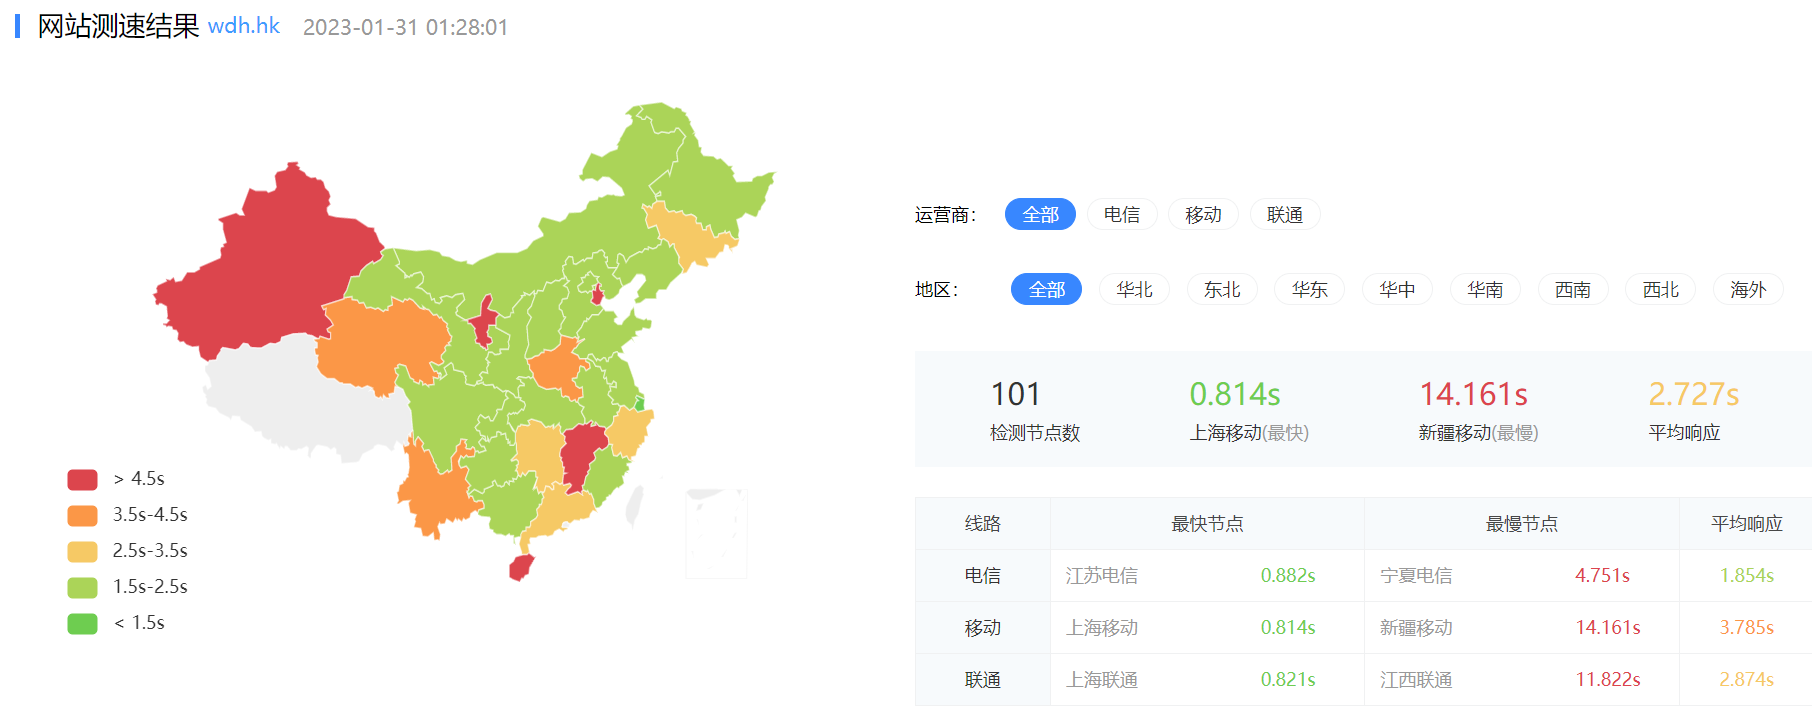 网站测速结果 wdh.hk 2023-01-31 01:28:01
> 4.5s
3.5s-4.5s
2.5s-3.5s
1.5s-2.5s
< 1.5s
运营商： 全部 电信 移动 联通
地区： 全部 华北 东北 华东 华中 华南 西南 西北 海外
101 0.814s 14.161s 2.727s
检测节点数 上海移动(最快) 新疆移动(最慢) 平均响应
线路 最快节点 最慢节点 平均响应
电信 江苏电信 0.882s 宁夏电信 4.751s 1.854s
移动 上海移动 0.814s 新疆移动 14.161s 3.785s
联通 上海联通 0.821s 江西联通 11.822s 2.874s